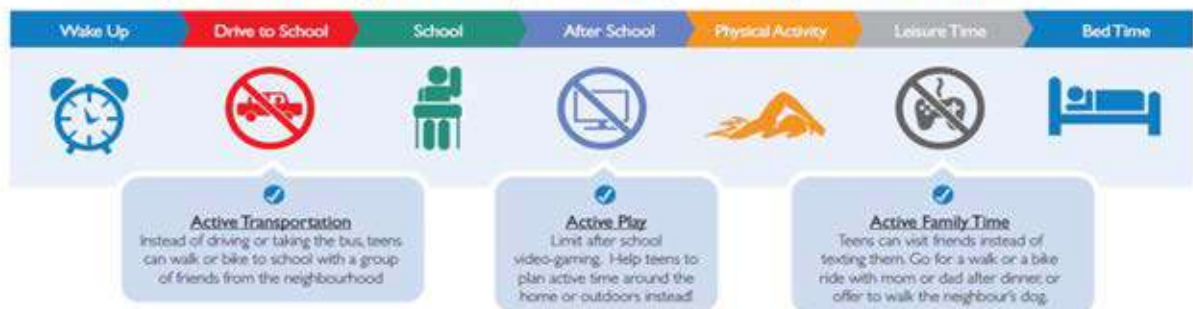 Wake Up
Drive to School
School
After School
Physical Activity
Leisure Time
Bed Time
Active Transportation
Instead of driving or taking the bus, teens
can walk or bike to school with a group
of friends from the neighbourhood
Active Play
Limit after school
video-gaming. Help teens to
plan active time around the
home or outdoors instead!
Active Family Time
Teens can visit friends instead of
texting them. Go for a walk or a bike
ride with mom or dad after dinner, or
offer to walk the neighbour's dog.